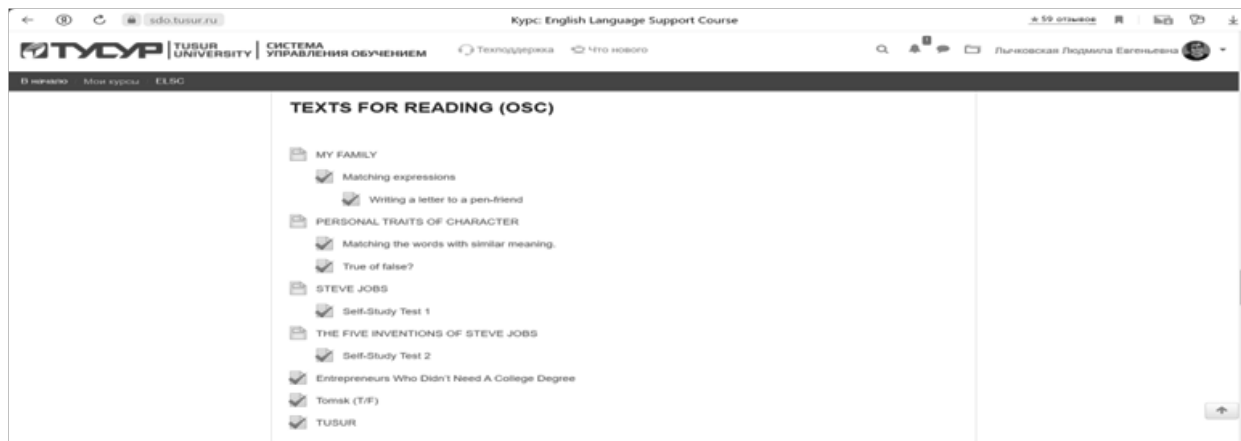 sdo.tusur.ru Курс: English Language Support Course 59 отзывов
ТУСУР TUSUR UNIVERSITY СИСТЕМА УПРАВЛЕНИЯ ОБУЧЕНИЕМ Техподдержка Что нового Лычковская Людмила Евгеньевна
В начало Мои курсы ELSC
TEXTS FOR READING (OSC)
MY FAMILY
Matching expressions
Writing a letter to a pen-friend
PERSONAL TRAITS OF CHARACTER
Matching the words with similar meaning.
True of false?
STEVE JOBS
Self-Study Test 1
THE FIVE INVENTIONS OF STEVE JOBS
Self-Study Test 2
Entrepreneurs Who Didn't Need A College Degree
Tomsk (T/F)
TUSUR